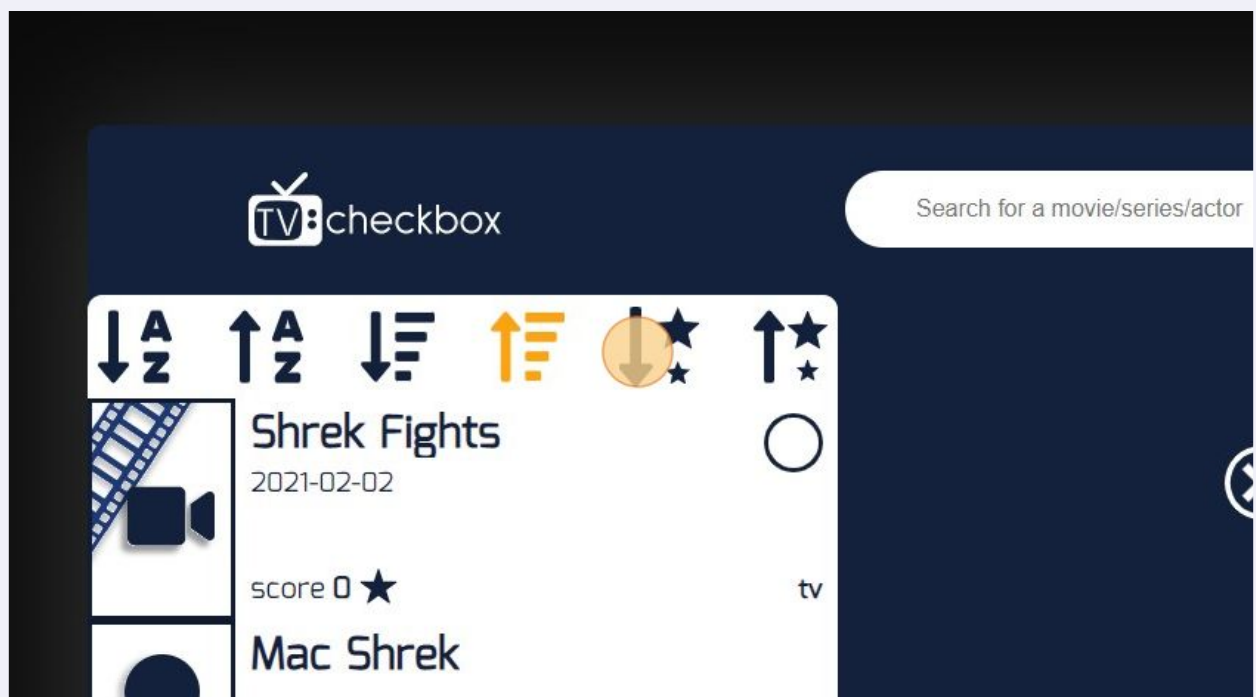 TV:checkbox
Search for a movie/series/actor
A
Z
A
Z
Shrek Fights
2021-02-02
score 0
tv
Mac Shrek